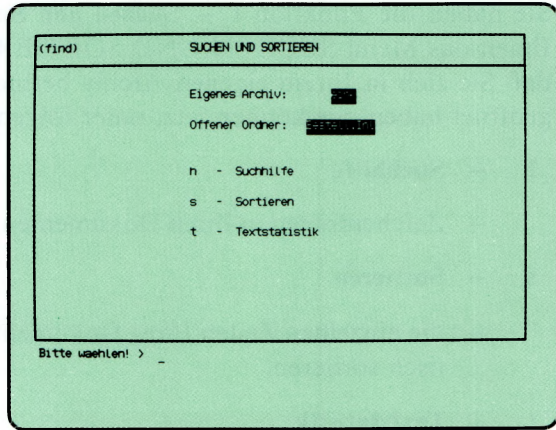 (find) SUCHEN UND SORTIEREN
Eigenes Archiv:
Offener Ordner:
h - Suchhilfe
s - Sortieren
t - Textstatistik
Bitte waehlen! > _